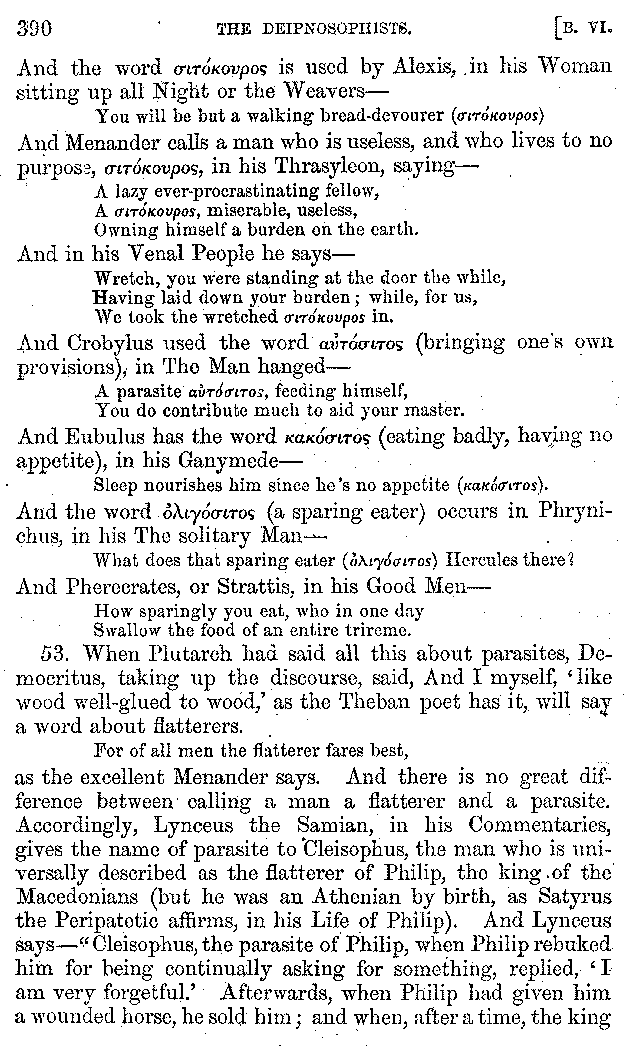 390 THE DEIPNOSOPHISTS. [B. VI.
And the word σιτόκουρος is used by Alexis, in his Woman
sitting up all Night or the Weavers—
You will be but a walking bread-devourer (σιτόκουρος)
And Menander calls a man who is useless, and who lives to no
purpose, σιτόκουρος, in his Thrasyleon, saying—
A lazy ever-procrastinating fellow,
A σιτόκουρος, miserable, useless,
Owning himself a burden on the earth.
And in his Venal People he says—
Wretch, you were standing at the door the while,
Having laid down your burden; while, for us,
We took the wretched σιτόκουρος in.
And Crobylus used the word αὐτόσιτος (bringing one's own
provisions), in The Man hanged—
A parasite αὐτόσιτος, feeding himself,
You do contribute much to aid your master.
And Eubulus has the word κακόσιτος (eating badly, having no
appetite), in his Ganymede—
Sleep nourishes him since he's no appetite (κακόσιτος).
And the word ὀλιγόσιτος (a sparing eater) occurs in Phryni-
chus, in his The solitary Man—
What does that sparing eater (ὀλιγόσιτος) Hercules there?
And Pherecrates, or Strattis, in his Good Men—
How sparingly you eat, who in one day
Swallow the food of an entire trireme.
53. When Plutarch had said all this about parasites, De-
mocritus, taking up the discourse, said, And I myself, 'like
wood well-glued to wood,' as the Theban poet has it, will say
a word about flatterers.
For of all men the flatterer fares best,
as the excellent Menander says. And there is no great dif-
ference between calling a man a flatterer and a parasite.
Accordingly, Lynceus the Samian, in his Commentaries,
gives the name of parasite to Cleisophus, the man who is uni-
versally described as the flatterer of Philip, the king of the
Macedonians (but he was an Athenian by birth, as Satyrus
the Peripatetic affirms, in his Life of Philip). And Lynceus
says—"Cleisophus, the parasite of Philip, when Philip rebuked
him for being continually asking for something, replied, 'I
am very forgetful.' Afterwards, when Philip had given him
a wounded horse, he sold him; and when, after a time, the king